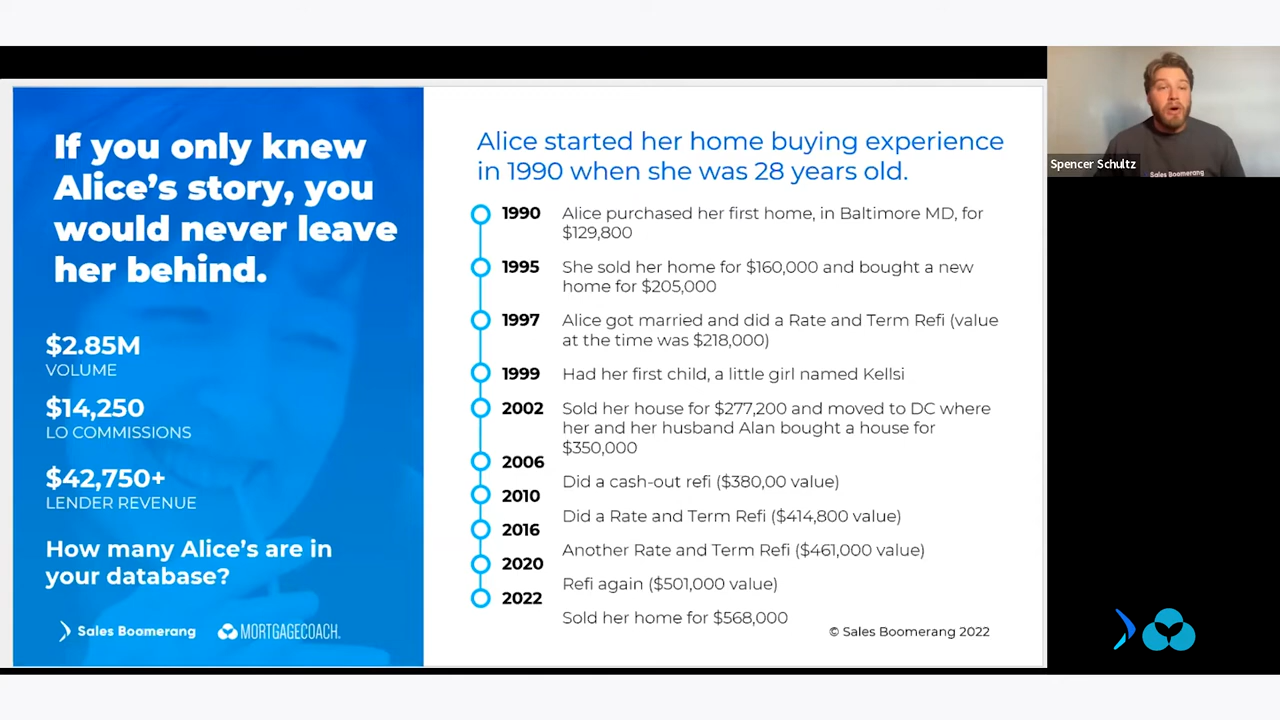 If you only knew
Alice's story, you
would never leave
her behind.
$2.85M
VOLUME
$14,250
LO COMMISSIONS
$42,750+
LENDER REVENUE
How many Alice's are in
your database?
Sales Boomerang
MORTGAGECOACH.
Alice started her home buying experience
in 1990 when she was 28 years old.
1990
Alice purchased her first home, in Baltimore MD, for
$129,800
1995
She sold her home for $160,000 and bought a new
home for $205,000
1997
Alice got married and did a Rate and Term Refi (value
at the time was $218,000)
1999
Had her first child, a little girl named Kellsi
2002
Sold her house for $277,200 and moved to DC where
her and her husband Alan bought a house for
$350,000
2006
Did a cash-out refi ($380,00 value)
2010
Did a Rate and Term Refi ($414,800 value)
2016
Another Rate and Term Refi ($461,000 value)
2020
Refi again ($501,000 value)
2022
Sold her home for $568,000
© Sales Boomerang 2022
Spencer Schultz
Sales Boomerang